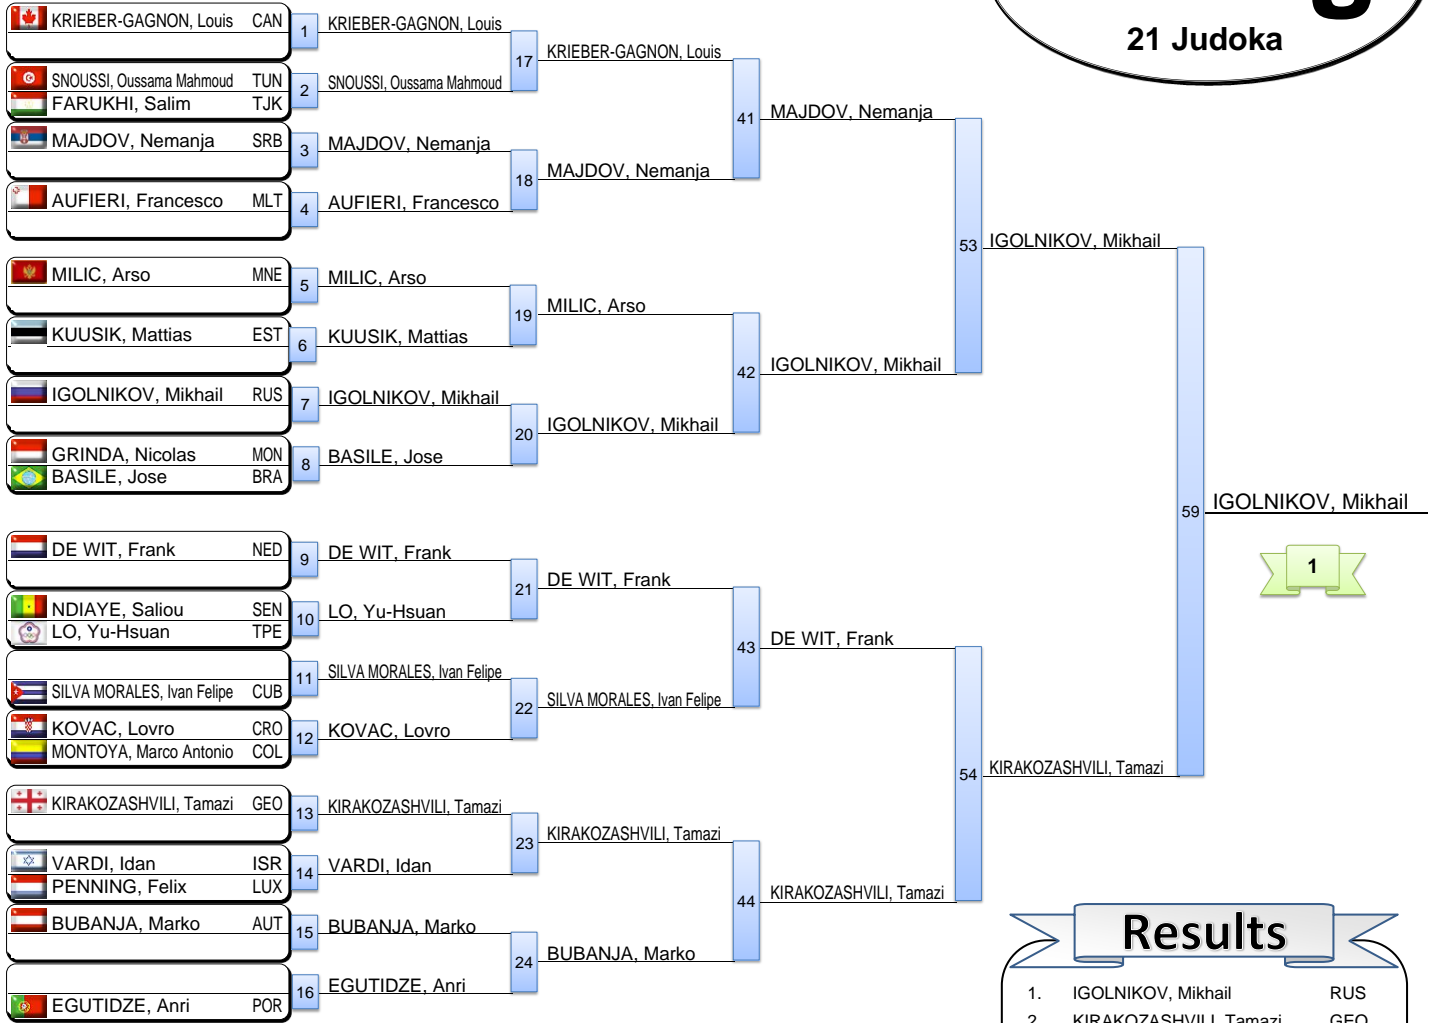 21 Judoka
KRIEBER-GAGNON, Louis CAN
SNOUSSI, Oussama Mahmoud TUN
FARUKHI, Salim TJK
MAJDOV, Nemanja SRB
AUFIERI, Francesco MLT
MILIC, Arso MNE
KUUSIK, Mattias EST
IGOLNIKOV, Mikhail RUS
GRINDA, Nicolas MON
BASILE, Jose BRA
DE WIT, Frank NED
NDIAYE, Saliou SEN
LO, Yu-Hsuan TPE
SILVA MORALES, Ivan Felipe CUB
KOVAC, Lovro CRO
MONTOYA, Marco Antonio COL
KIRAKOZASHVILI, Tamazi GEO
VARDI, Idan ISR
PENNING, Felix LUX
BUBANJA, Marko AUT
EGUTIDZE, Anri POR
1 KRIEBER-GAGNON, Louis
2 SNOUSSI, Oussama Mahmoud
3 MAJDOV, Nemanja
4 AUFIERI, Francesco
5 MILIC, Arso
6 KUUSIK, Mattias
7 IGOLNIKOV, Mikhail
8 BASILE, Jose
9 DE WIT, Frank
10 LO, Yu-Hsuan
11 SILVA MORALES, Ivan Felipe
12 KOVAC, Lovro
13 KIRAKOZASHVILI, Tamazi
14 VARDI, Idan
15 BUBANJA, Marko
16 EGUTIDZE, Anri
17 KRIEBER-GAGNON, Louis
18 MAJDOV, Nemanja
19 MILIC, Arso
20 IGOLNIKOV, Mikhail
21 DE WIT, Frank
22 SILVA MORALES, Ivan Felipe
23 KIRAKOZASHVILI, Tamazi
24 BUBANJA, Marko
41 MAJDOV, Nemanja
42 IGOLNIKOV, Mikhail
43 DE WIT, Frank
44 KIRAKOZASHVILI, Tamazi
53 IGOLNIKOV, Mikhail
54 KIRAKOZASHVILI, Tamazi
59 IGOLNIKOV, Mikhail
1
Results
1. IGOLNIKOV, Mikhail RUS
2. KIRAKOZASHVILI, Tamazi GEO